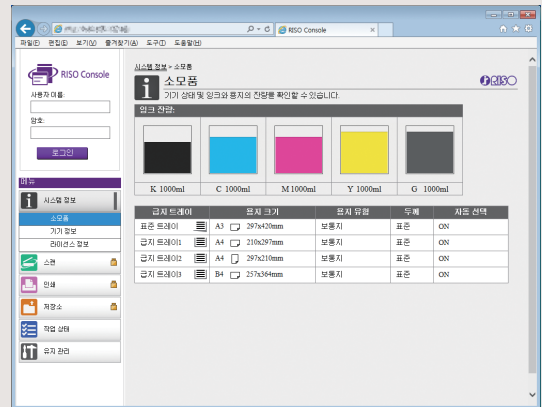 RISO Console
파일(F) 편집(E) 보기(V) 즐겨찾기(A) 도구(T) 도움말(H)
RISO Console
사용자 이름:
암호:
로그인
메뉴
시스템 정보
소모품
기기 정보
라이선스 정보
스캔
인쇄
저장소
작업 상태
유지 관리
시스템 정보 > 소모품
소모품
기기 상태 및 잉크와 용지의 잔량을 확인할 수 있습니다.
RISO
잉크 잔량:
K 1000ml C 1000ml M 1000ml Y 1000ml G 1000ml
급지 트레이 용지 크기 용지 유형 두께 자동 선택
표준 트레이 A3 297x420mm 보통지 표준 ON
급지 트레이1 A4 210x297mm 보통지 표준 ON
급지 트레이2 A4 297x210mm 보통지 표준 ON
급지 트레이3 B4 257x364mm 보통지 표준 ON